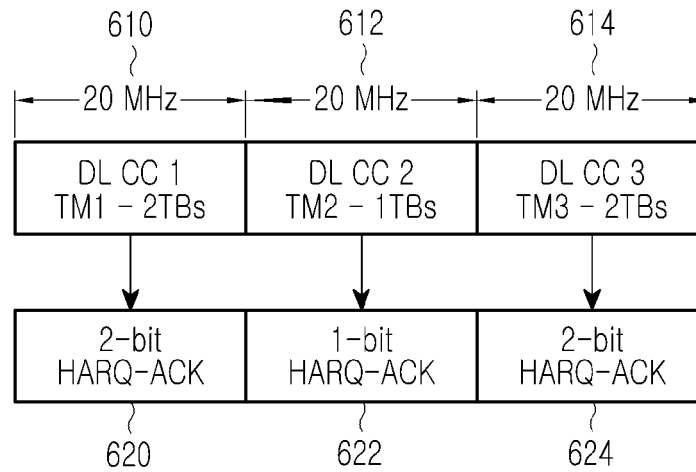 610 612 614
20 MHz 20 MHz 20 MHz
DL CC 1 DL CC 2 DL CC 3
TM1 - 2TBs TM2 - 1TBs TM3 - 2TBs
2-bit 1-bit 2-bit
HARQ-ACK HARQ-ACK HARQ-ACK
620 622 624